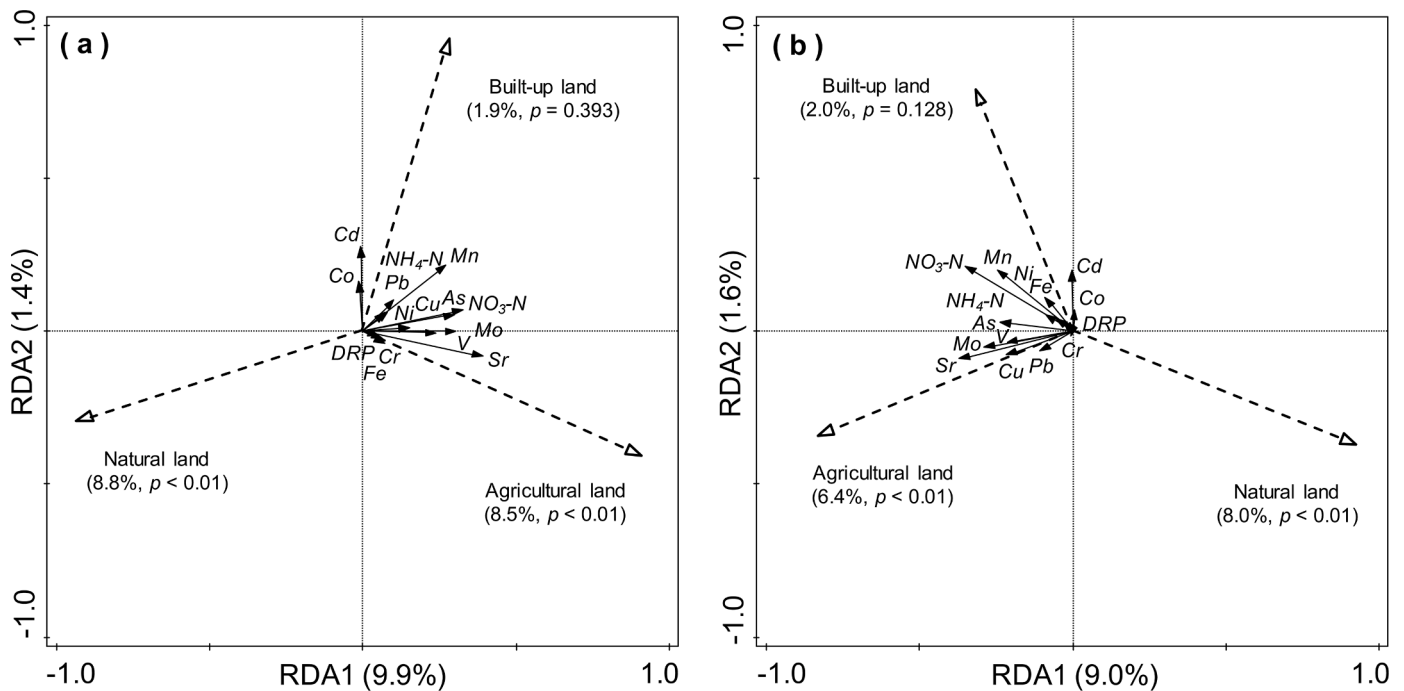 ( a )
1.0
Built-up land
(1.9%, p = 0.393)
Cd
NH4-N Mn
Co
Pb
Ni Cu As NO3-N
Mo
DRP Cr V Sr
Fe
RDA2 (1.4%)
Natural land
(8.8%, p < 0.01)
Agricultural land
(8.5%, p < 0.01)
-1.0
-1.0
RDA1 (9.9%)
1.0
( b )
1.0
Built-up land
(2.0%, p = 0.128)
NO3-N Mn Ni Cd
Fe
NH4-N Co
As DRP
Mo V Cr
Sr Cu Pb
RDA2 (1.6%)
Agricultural land
(6.4%, p < 0.01)
Natural land
(8.0%, p < 0.01)
-1.0
-1.0
RDA1 (9.0%)
1.0